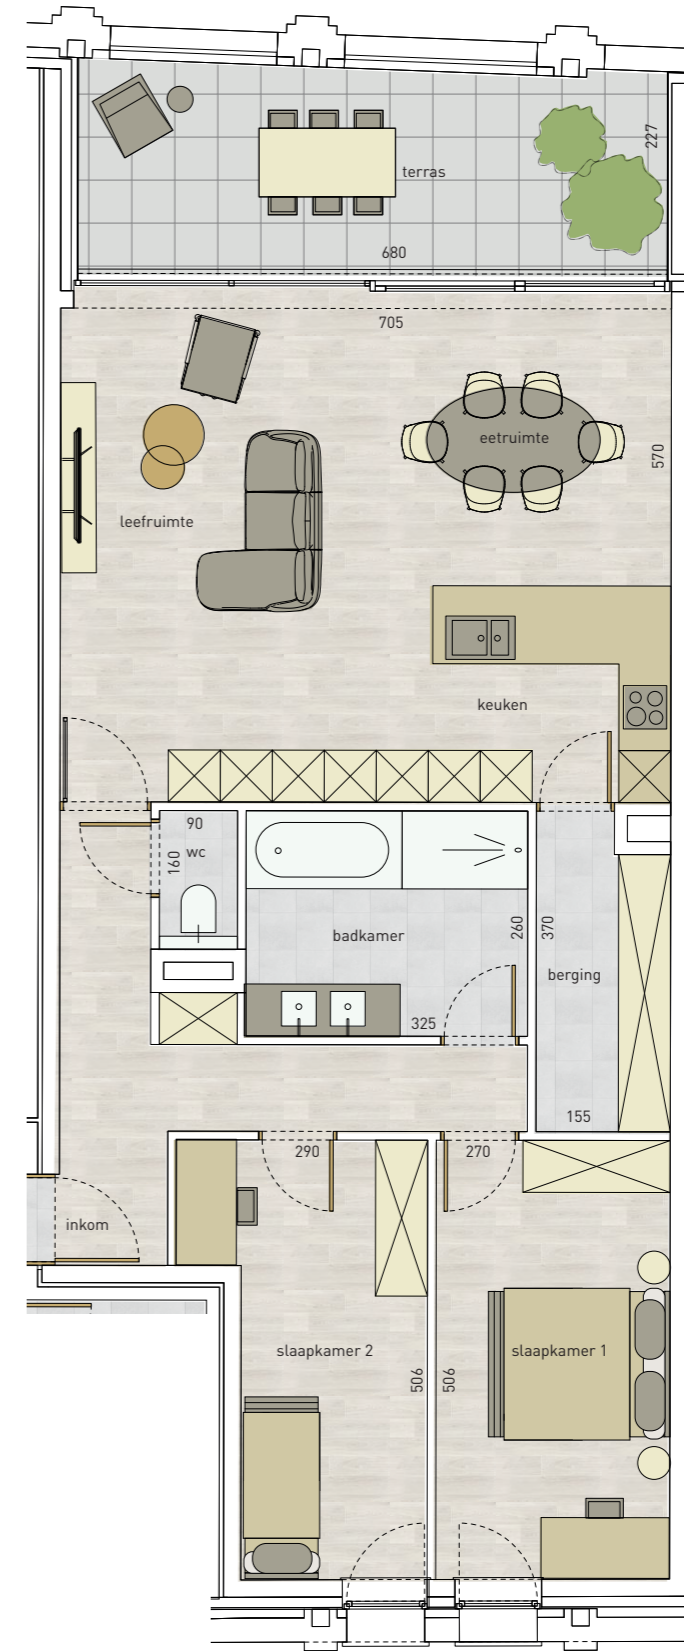 227
terras
680
705
eetruimte
570
leefruimte
keuken
90
wc
160
badkamer
260
370
berging
325
155
290
270
inkom
slaapkamer 2
slaapkamer 1
506
506